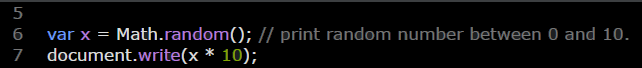 5
6 var x = Math.random(); // print random number between 0 and 10.
7 document.write(x * 10);